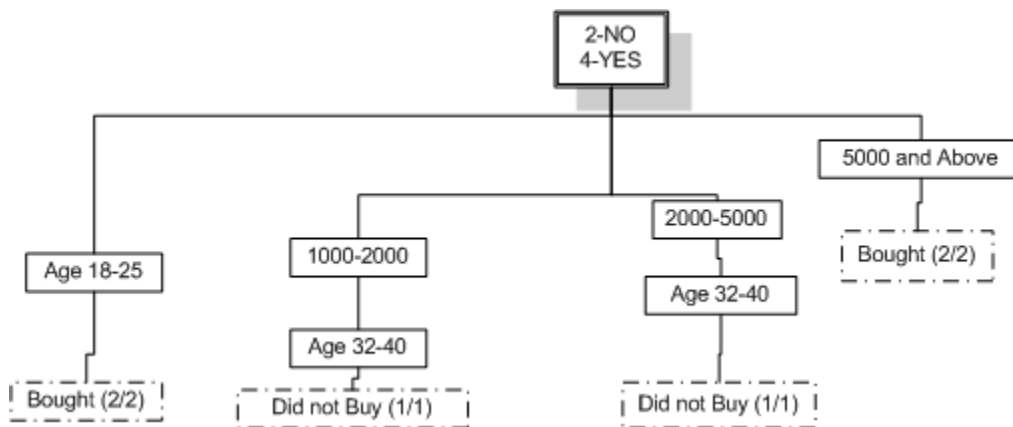 2-NO
4-YES
5000 and Above
2000-5000
1000-2000
Bought (2/2)
Age 18-25
Age 32-40
Age 32-40
Bought (2/2)
Did not Buy (1/1)
Did not Buy (1/1)